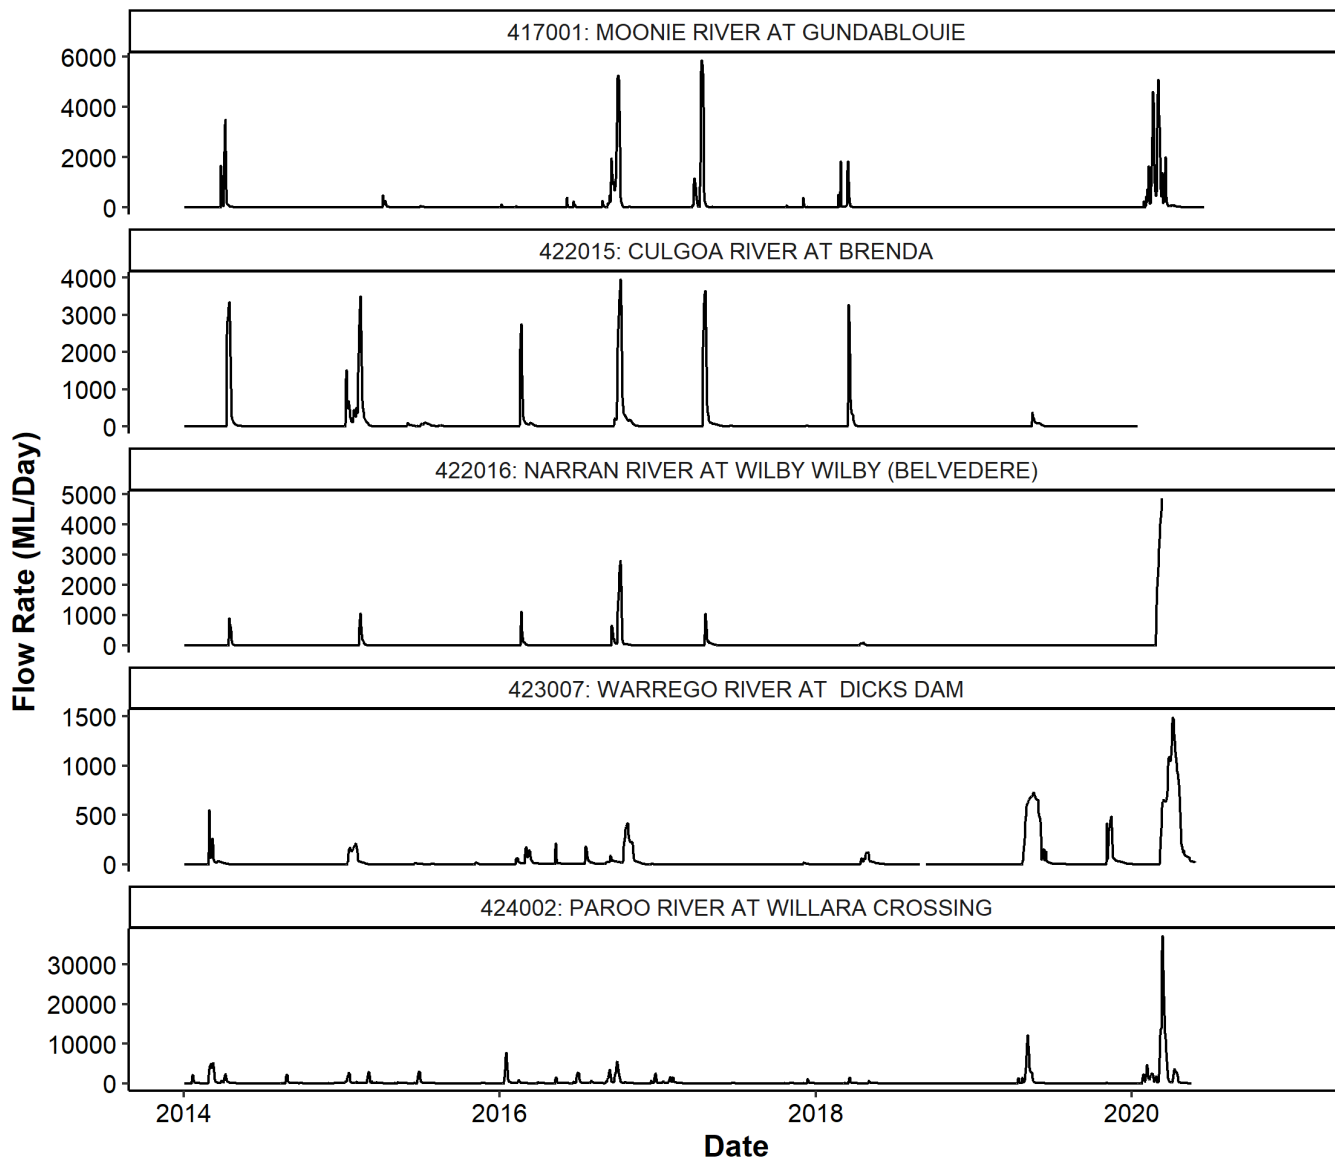 417001: MOONIE RIVER AT GUNDABLOUIE
6000
4000
2000
0
422015: CULGOA RIVER AT BRENDA
4000
3000
2000
1000
0
422016: NARRAN RIVER AT WILBY WILBY (BELVEDERE)
5000
4000
3000
2000
1000
0
Flow Rate (ML/Day)
423007: WARREGO RIVER AT  DICKS DAM
1500
1000
500
0
424002: PAROO RIVER AT WILLARA CROSSING
30000
20000
10000
0
2014 2016 2018 2020
Date